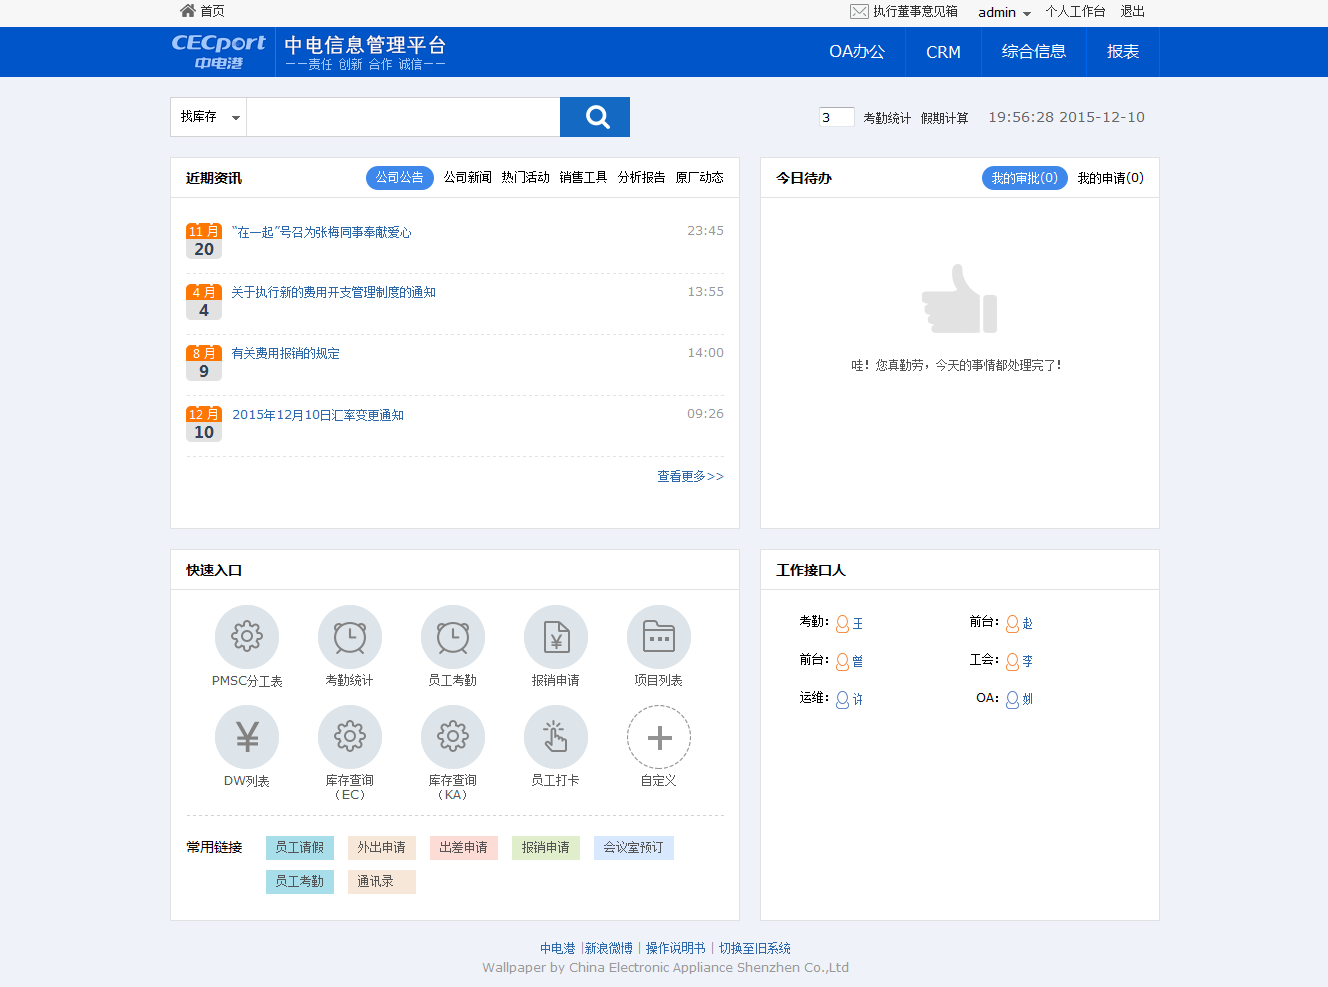 首页
执行董事意见箱 admin 个人工作台 退出
CECport 中电港
中电信息管理平台
——责任 创新 合作 诚信——
OA办公 CRM 综合信息 报表
找库存
3 考勤统计 假期计算 19:56:28 2015-12-10
近期资讯 公司公告 公司新闻 热门活动 销售工具 分析报告 原厂动态
11 月
20
“在一起”号召为张梅同事奉献爱心 23:45
4 月
4
关于执行新的费用开支管理制度的通知 13:55
8 月
9
有关费用报销的规定 14:00
12 月
10
2015年12月10日汇率变更通知 09:26
查看更多>>
今日待办 我的审批(0) 我的申请(0)
哇！您真勤劳，今天的事情都处理完了！
快速入口
PMSC分工表 考勤统计 员工考勤 报销申请 项目列表
DW列表 库存查询（EC） 库存查询（KA） 员工打卡 自定义
常用链接 员工请假 外出申请 出差申请 报销申请 会议室预订
员工考勤 通讯录
工作接口人
考勤： 王 前台： 赵
前台： 曾 工会： 李
运维： 许 OA： 姚
中电港 |新浪微博 | 操作说明书 | 切换至旧系统
Wallpaper by China Electronic Appliance Shenzhen Co.,Ltd